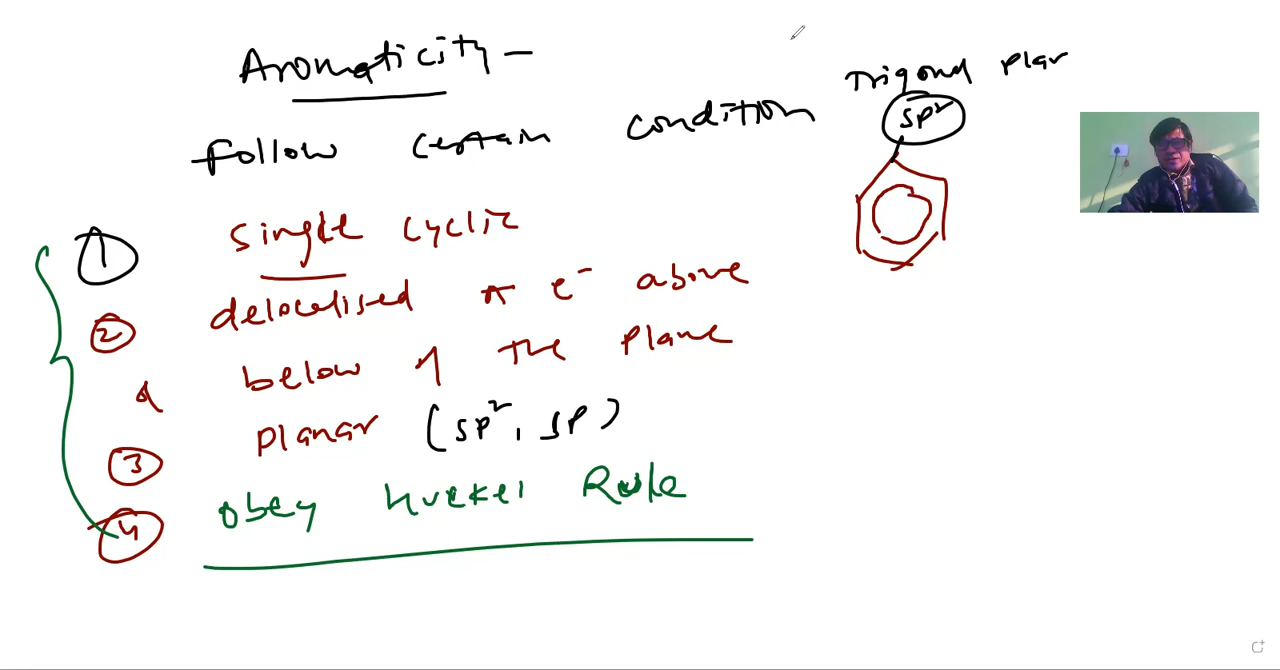 Aromaticity -
Trigonal plar
sp²
follow certain condition
1 single cyclic
2 delocalised π e⁻ above
& below of the plane
3 planar (sp², sp)
4 obey Huckel Rule